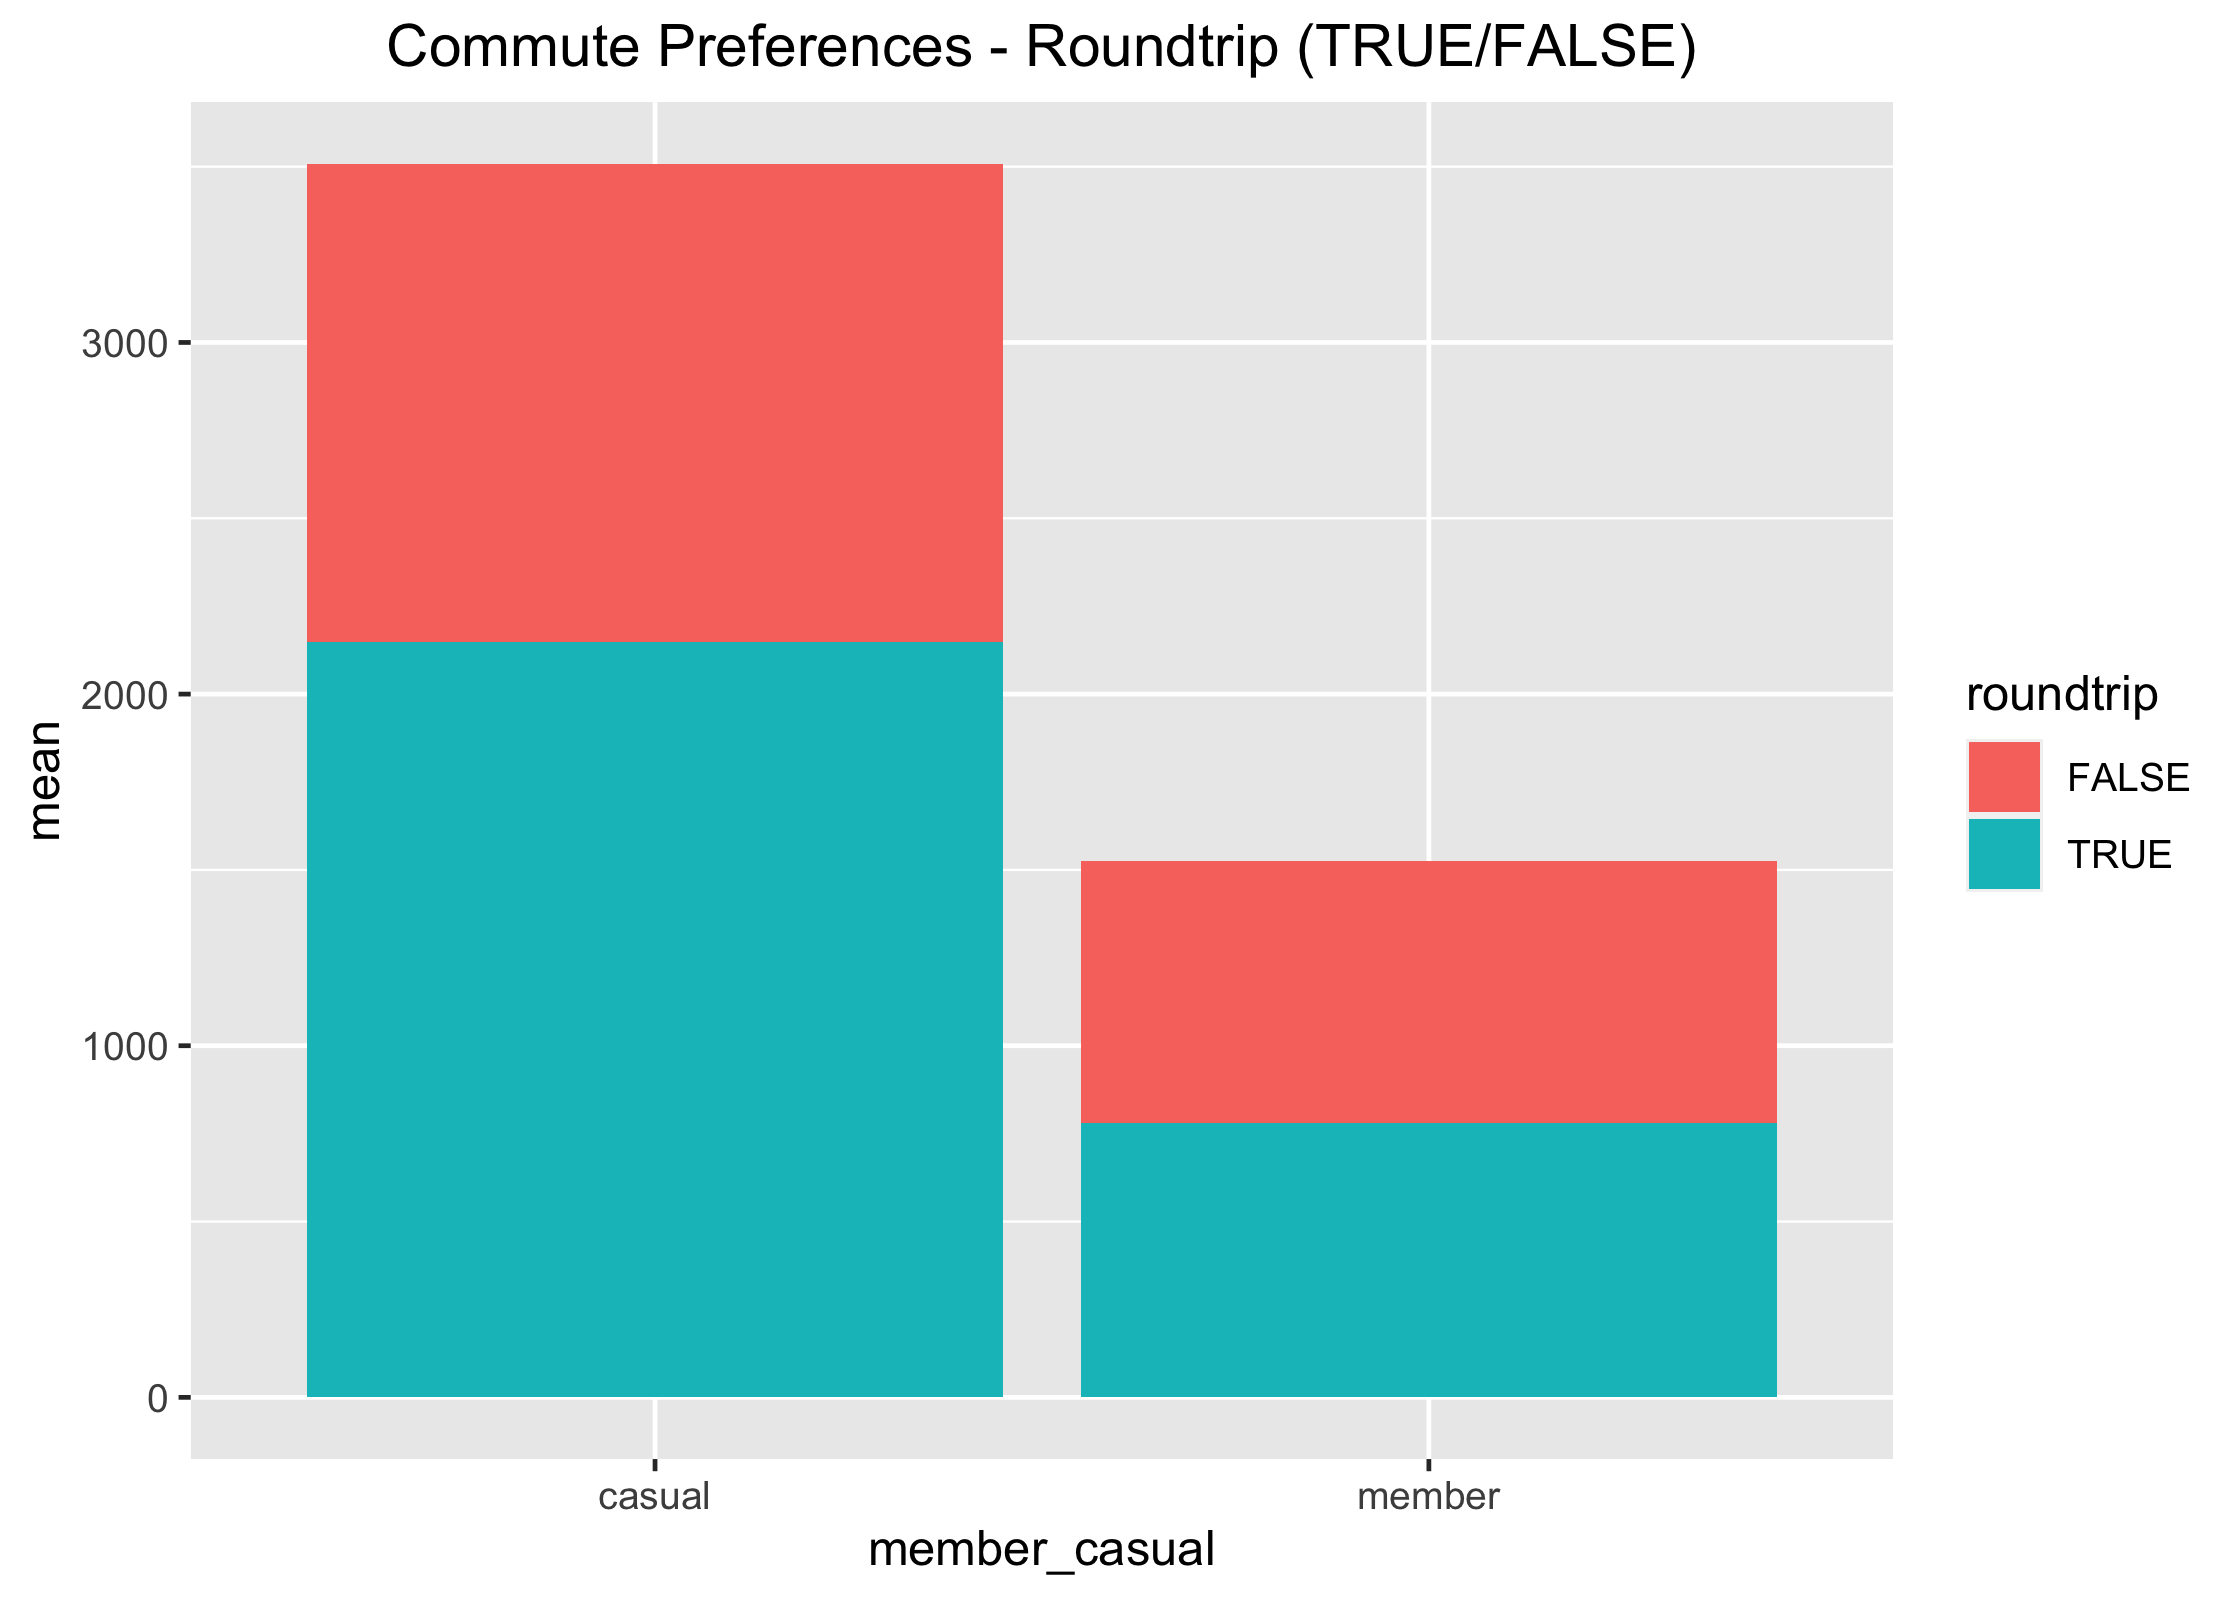 Commute Preferences - Roundtrip (TRUE/FALSE)
mean
3000
2000
1000
0
casual
member
member_casual
roundtrip
FALSE
TRUE